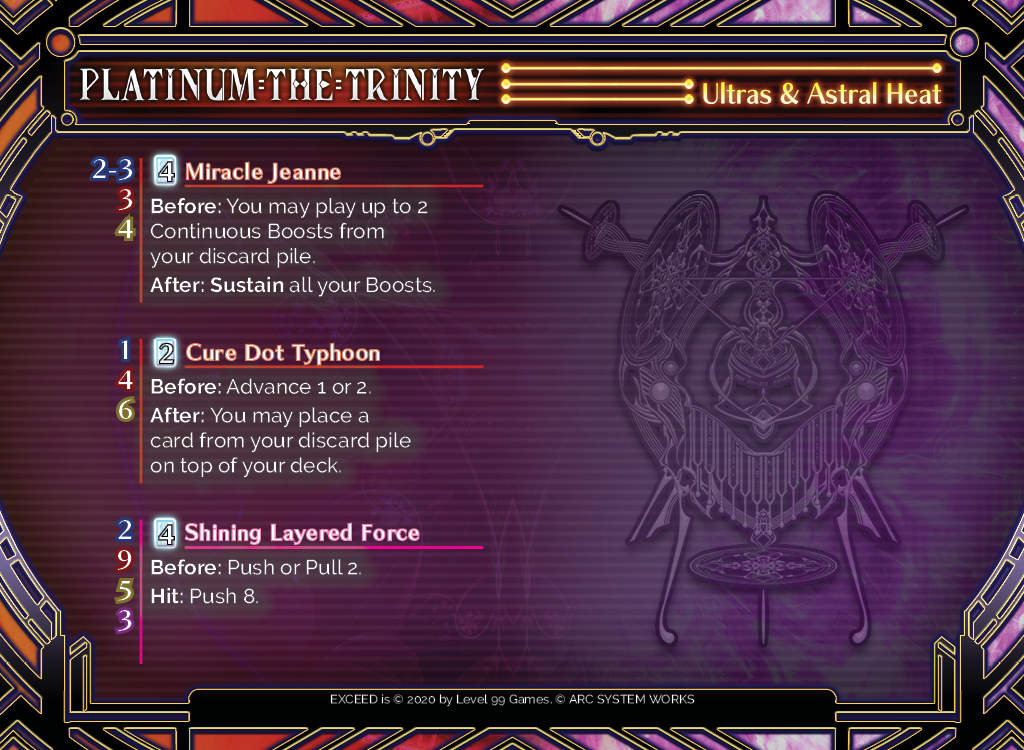 PLATINUM-THE-TRINITY
Ultras & Astral Heat
2-3 4 Miracle Jeanne
3 Before: You may play up to 2
4 Continuous Boosts from
your discard pile.
After: Sustain all your Boosts.
1 2 Cure Dot Typhoon
4 Before: Advance 1 or 2.
6 After: You may place a
card from your discard pile
on top of your deck.
2 4 Shining Layered Force
9 Before: Push or Pull 2.
5 Hit: Push 8.
3
EXCEED is © 2020 by Level 99 Games. © ARC SYSTEM WORKS